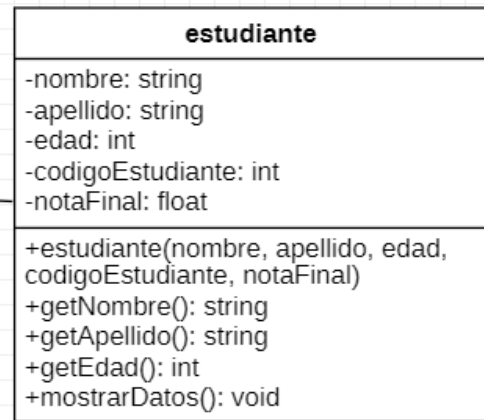 estudiante
-nombre: string
-apellido: string
-edad: int
-codigoEstudiante: int
-notaFinal: float
+estudiante(nombre, apellido, edad,
codigoEstudiante, notaFinal)
+getNombre(): string
+getApellido(): string
+getEdad(): int
+mostrarDatos(): void